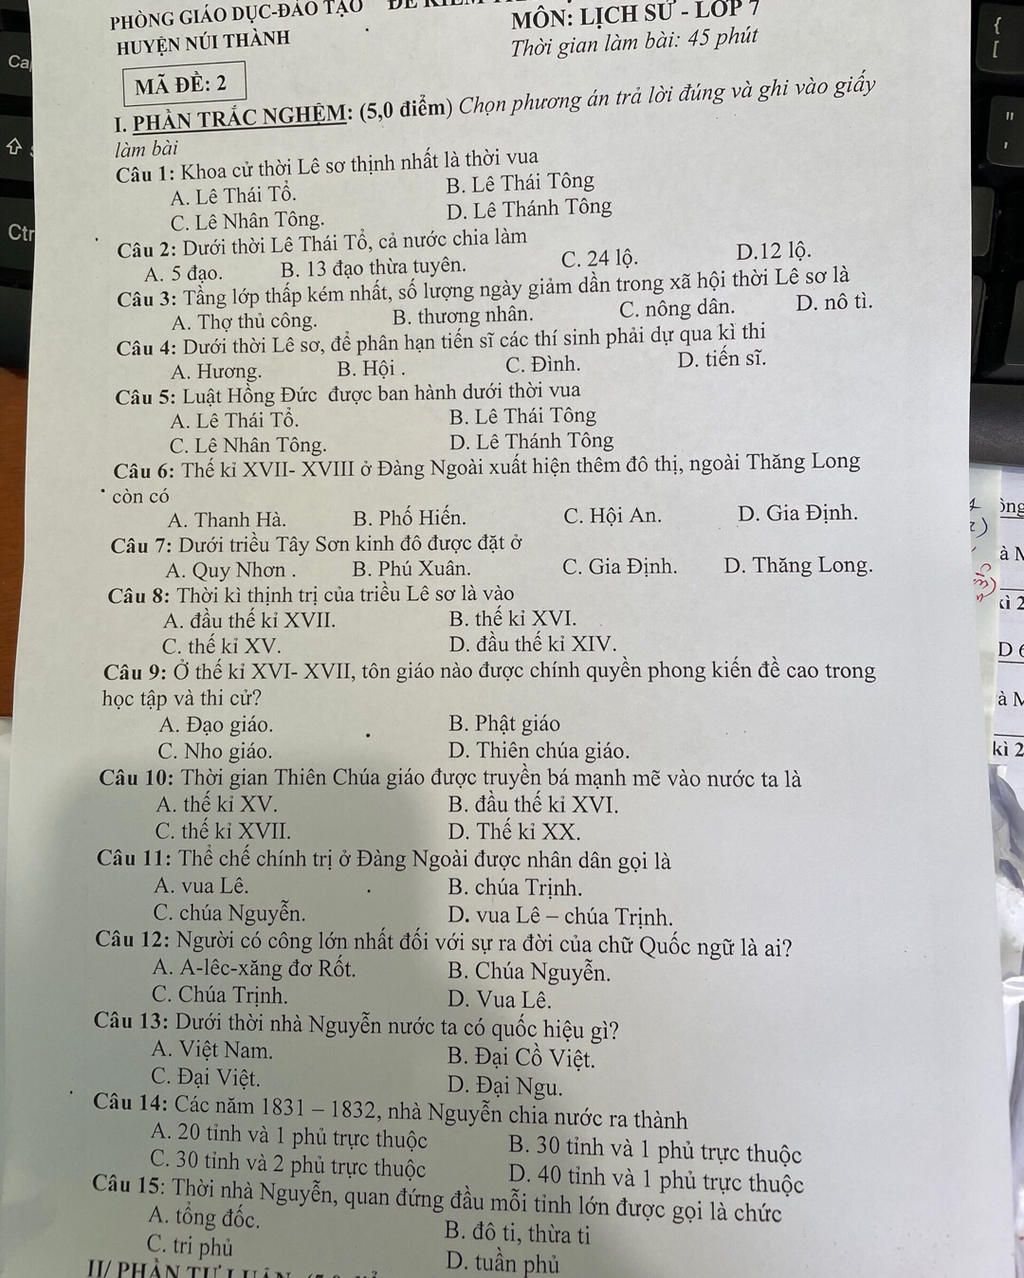 PHÒNG GIÁO DỤC-ĐÀO TẠO
MÔN: LỊCH SỬ - LỚP 7
HUYỆN NÚI THÀNH
Thời gian làm bài: 45 phút
MÃ ĐỀ: 2
I. PHẦN TRẮC NGHỆM: (5,0 điểm) Chọn phương án trả lời đúng và ghi vào giấy
làm bài
Câu 1: Khoa cử thời Lê sơ thịnh nhất là thời vua
A. Lê Thái Tổ. B. Lê Thái Tông
C. Lê Nhân Tông. D. Lê Thánh Tông
Câu 2: Dưới thời Lê Thái Tổ, cả nước chia làm
A. 5 đạo. B. 13 đạo thừa tuyên. C. 24 lộ. D.12 lộ.
Câu 3: Tầng lớp thấp kém nhất, số lượng ngày giảm dần trong xã hội thời Lê sơ là
A. Thợ thủ công. B. thương nhân. C. nông dân. D. nô tì.
Câu 4: Dưới thời Lê sơ, để phân hạn tiến sĩ các thí sinh phải dự qua kì thi
A. Hương. B. Hội . C. Đình. D. tiến sĩ.
Câu 5: Luật Hồng Đức được ban hành dưới thời vua
A. Lê Thái Tổ. B. Lê Thái Tông
C. Lê Nhân Tông. D. Lê Thánh Tông
Câu 6: Thế kỉ XVII- XVIII ở Đàng Ngoài xuất hiện thêm đô thị, ngoài Thăng Long
còn có
A. Thanh Hà. B. Phố Hiến. C. Hội An. D. Gia Định.
Câu 7: Dưới triều Tây Sơn kinh đô được đặt ở
A. Quy Nhơn . B. Phú Xuân. C. Gia Định. D. Thăng Long.
Câu 8: Thời kì thịnh trị của triều Lê sơ là vào
A. đầu thế kỉ XVII. B. thế kỉ XVI.
C. thế kỉ XV. D. đầu thế kỉ XIV.
Câu 9: Ở thế kỉ XVI- XVII, tôn giáo nào được chính quyền phong kiến đề cao trong
học tập và thi cử?
A. Đạo giáo. B. Phật giáo
C. Nho giáo. D. Thiên chúa giáo.
Câu 10: Thời gian Thiên Chúa giáo được truyền bá mạnh mẽ vào nước ta là
A. thế kỉ XV. B. đầu thế kỉ XVI.
C. thế kỉ XVII. D. Thế kỉ XX.
Câu 11: Thể chế chính trị ở Đàng Ngoài được nhân dân gọi là
A. vua Lê. B. chúa Trịnh.
C. chúa Nguyễn. D. vua Lê – chúa Trịnh.
Câu 12: Người có công lớn nhất đối với sự ra đời của chữ Quốc ngữ là ai?
A. A-lêc-xăng đơ Rốt. B. Chúa Nguyễn.
C. Chúa Trịnh. D. Vua Lê.
Câu 13: Dưới thời nhà Nguyễn nước ta có quốc hiệu gì?
A. Việt Nam. B. Đại Cồ Việt.
C. Đại Việt. D. Đại Ngu.
Câu 14: Các năm 1831 – 1832, nhà Nguyễn chia nước ra thành
A. 20 tỉnh và 1 phủ trực thuộc B. 30 tỉnh và 1 phủ trực thuộc
C. 30 tỉnh và 2 phủ trực thuộc D. 40 tỉnh và 1 phủ trực thuộc
Câu 15: Thời nhà Nguyễn, quan đứng đầu mỗi tỉnh lớn được gọi là chức
A. tổng đốc. B. đô ti, thừa ti
C. tri phủ D. tuần phủ
II/ PHẦN